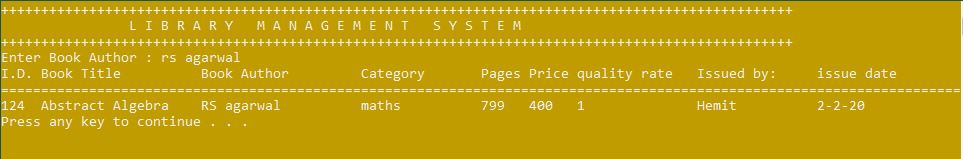 +++++++++++++++++++++++++++++++++++++++++++++++++++++++++++++++++++++++++++++++++++++++++++++++++++
L I B R A R Y   M A N A G E M E N T   S Y S T E M
+++++++++++++++++++++++++++++++++++++++++++++++++++++++++++++++++++++++++++++++++++++++++++++++++++
Enter Book Author : rs agarwal
I.D. Book Title          Book Author         Category       Pages Price quality rate   Issued by:     issue date
========================================================================================================================
124  Abstract Algebra    RS agarwal          maths          799   400   1              Hemit          2-2-20
Press any key to continue . . .